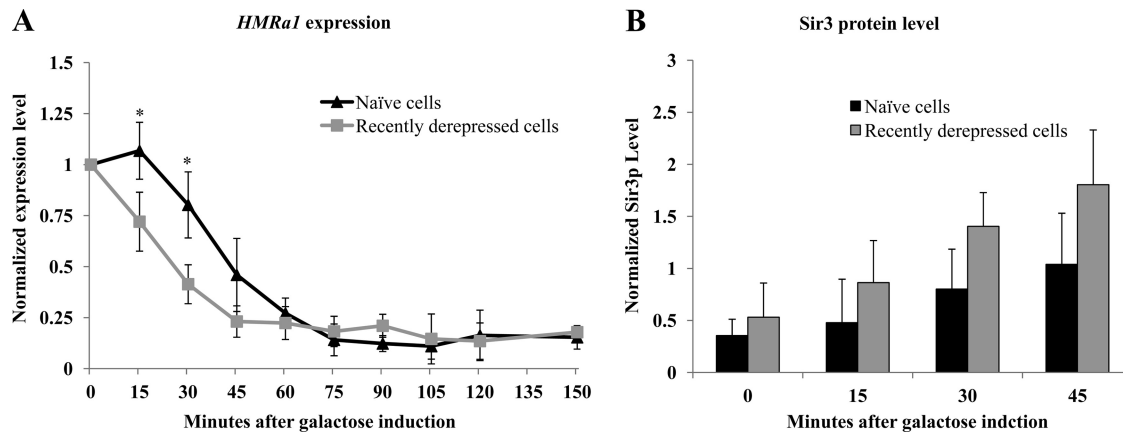 A
HMRa1 expression
Normalized expression level
1.5
1.25
1
0.75
0.5
0.25
0
*
*
Naïve cells
Recently derepressed cells
0 15 30 45 60 75 90 105 120 135 150
Minutes after galactose induction
B
Sir3 protein level
Normalized Sir3p Level
3
2.5
2
1.5
1
0.5
0
Naïve cells
Recently derepressed cells
0 15 30 45
Minutes after galactose indction